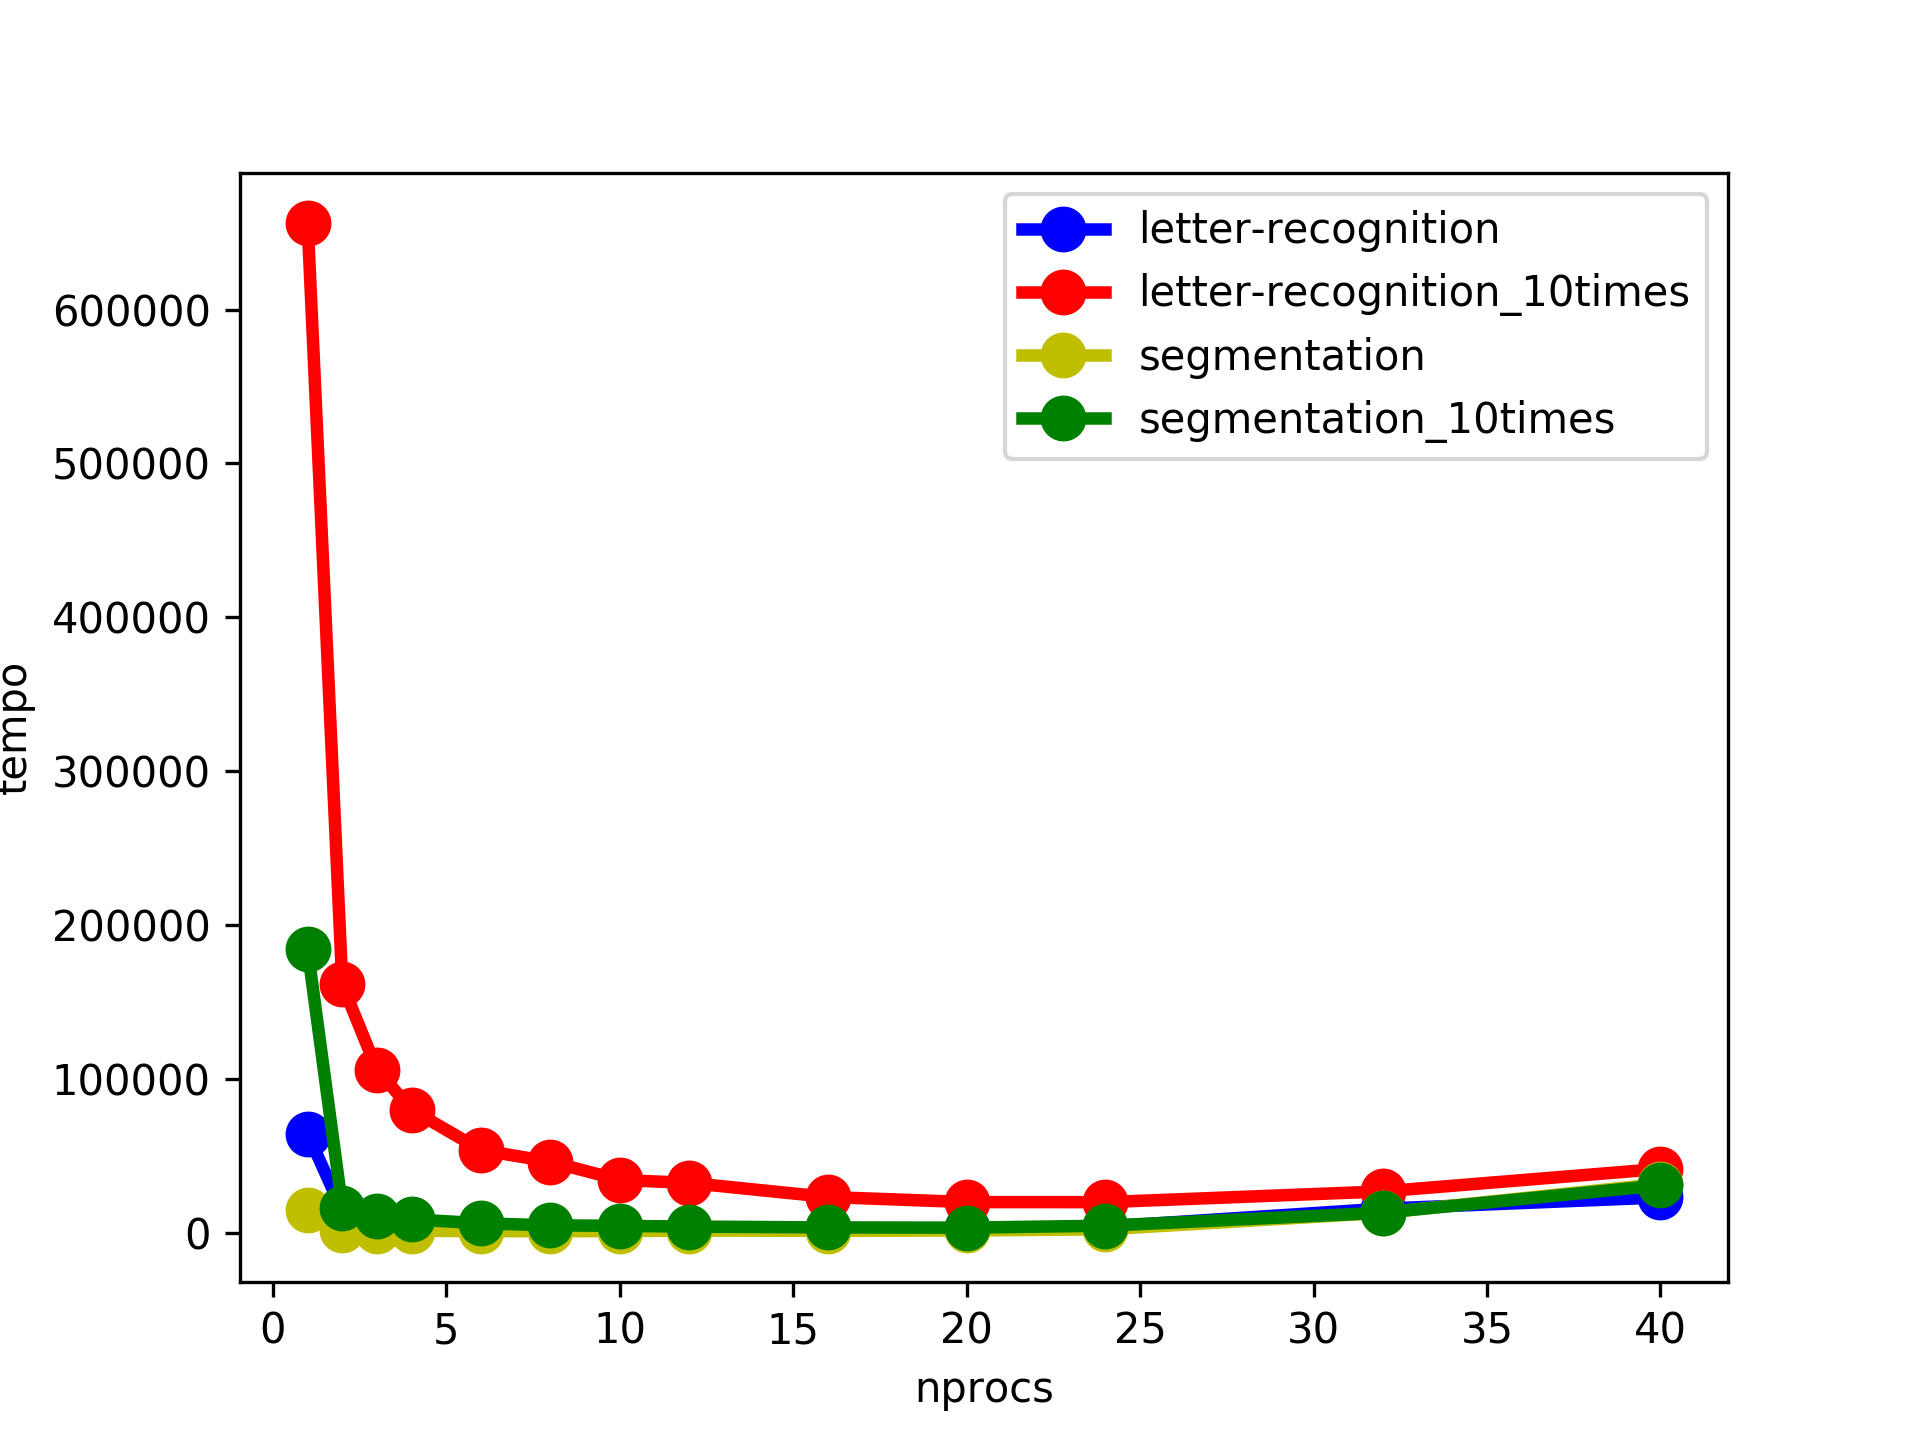 letter-recognition
letter-recognition_10times
segmentation
segmentation_10times
600000
500000
400000
300000
200000
100000
0
tempo
0 5 10 15 20 25 30 35 40
nprocs